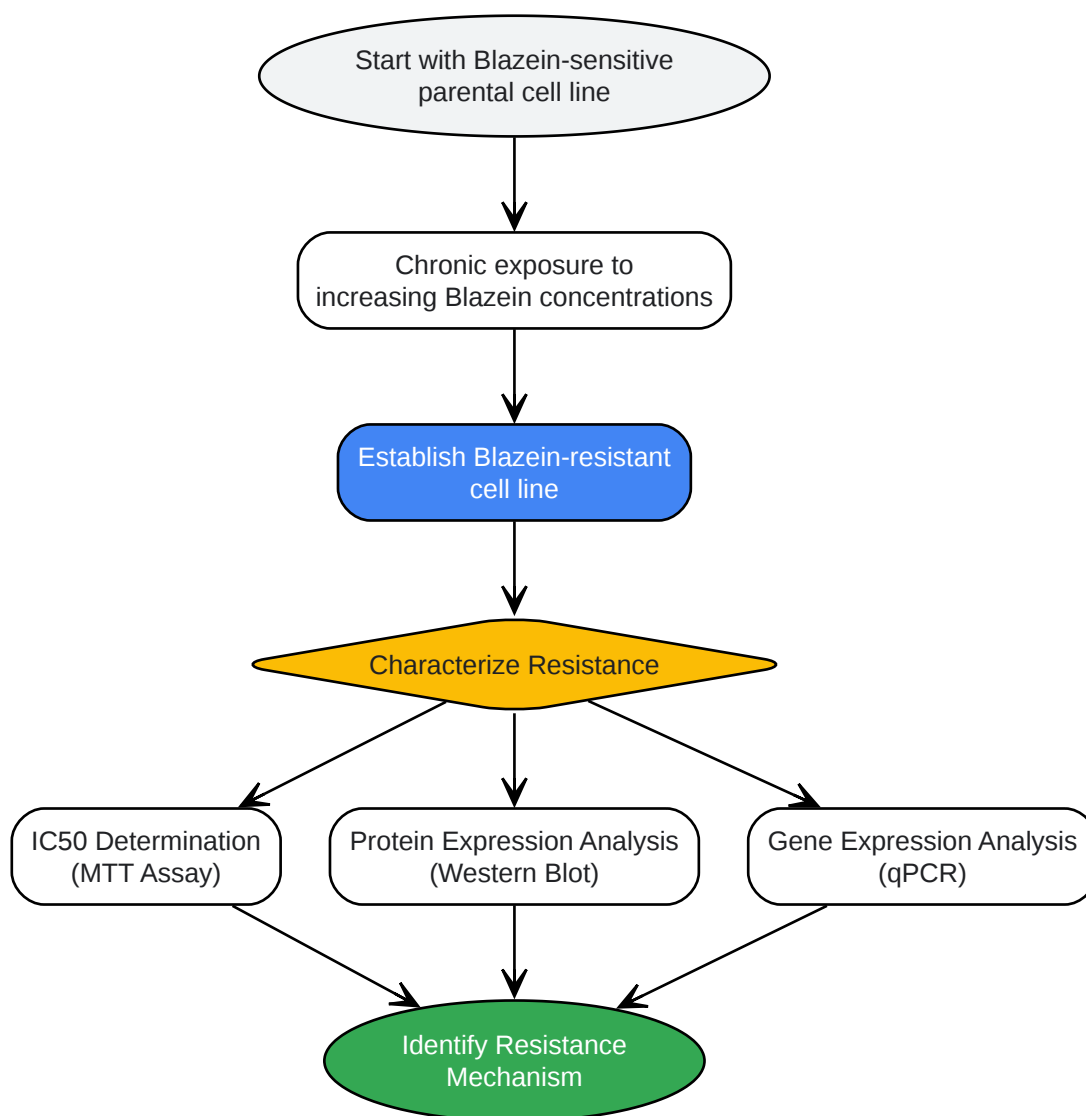 Start with Blazein-sensitive
parental cell line
Chronic exposure to
increasing Blazein concentrations
Establish Blazein-resistant
cell line
Characterize Resistance
IC50 Determination
(MTT Assay)
Protein Expression Analysis
(Western Blot)
Gene Expression Analysis
(qPCR)
Identify Resistance
Mechanism